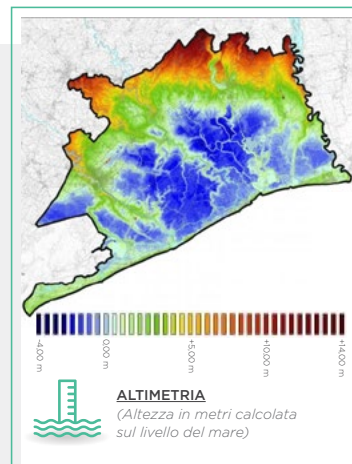 -4.00 m
0.00 m
+5.00 m
+10.00 m
+14.00 m
ALTIMETRIA
(Altezza in metri calcolata
sul livello del mare)